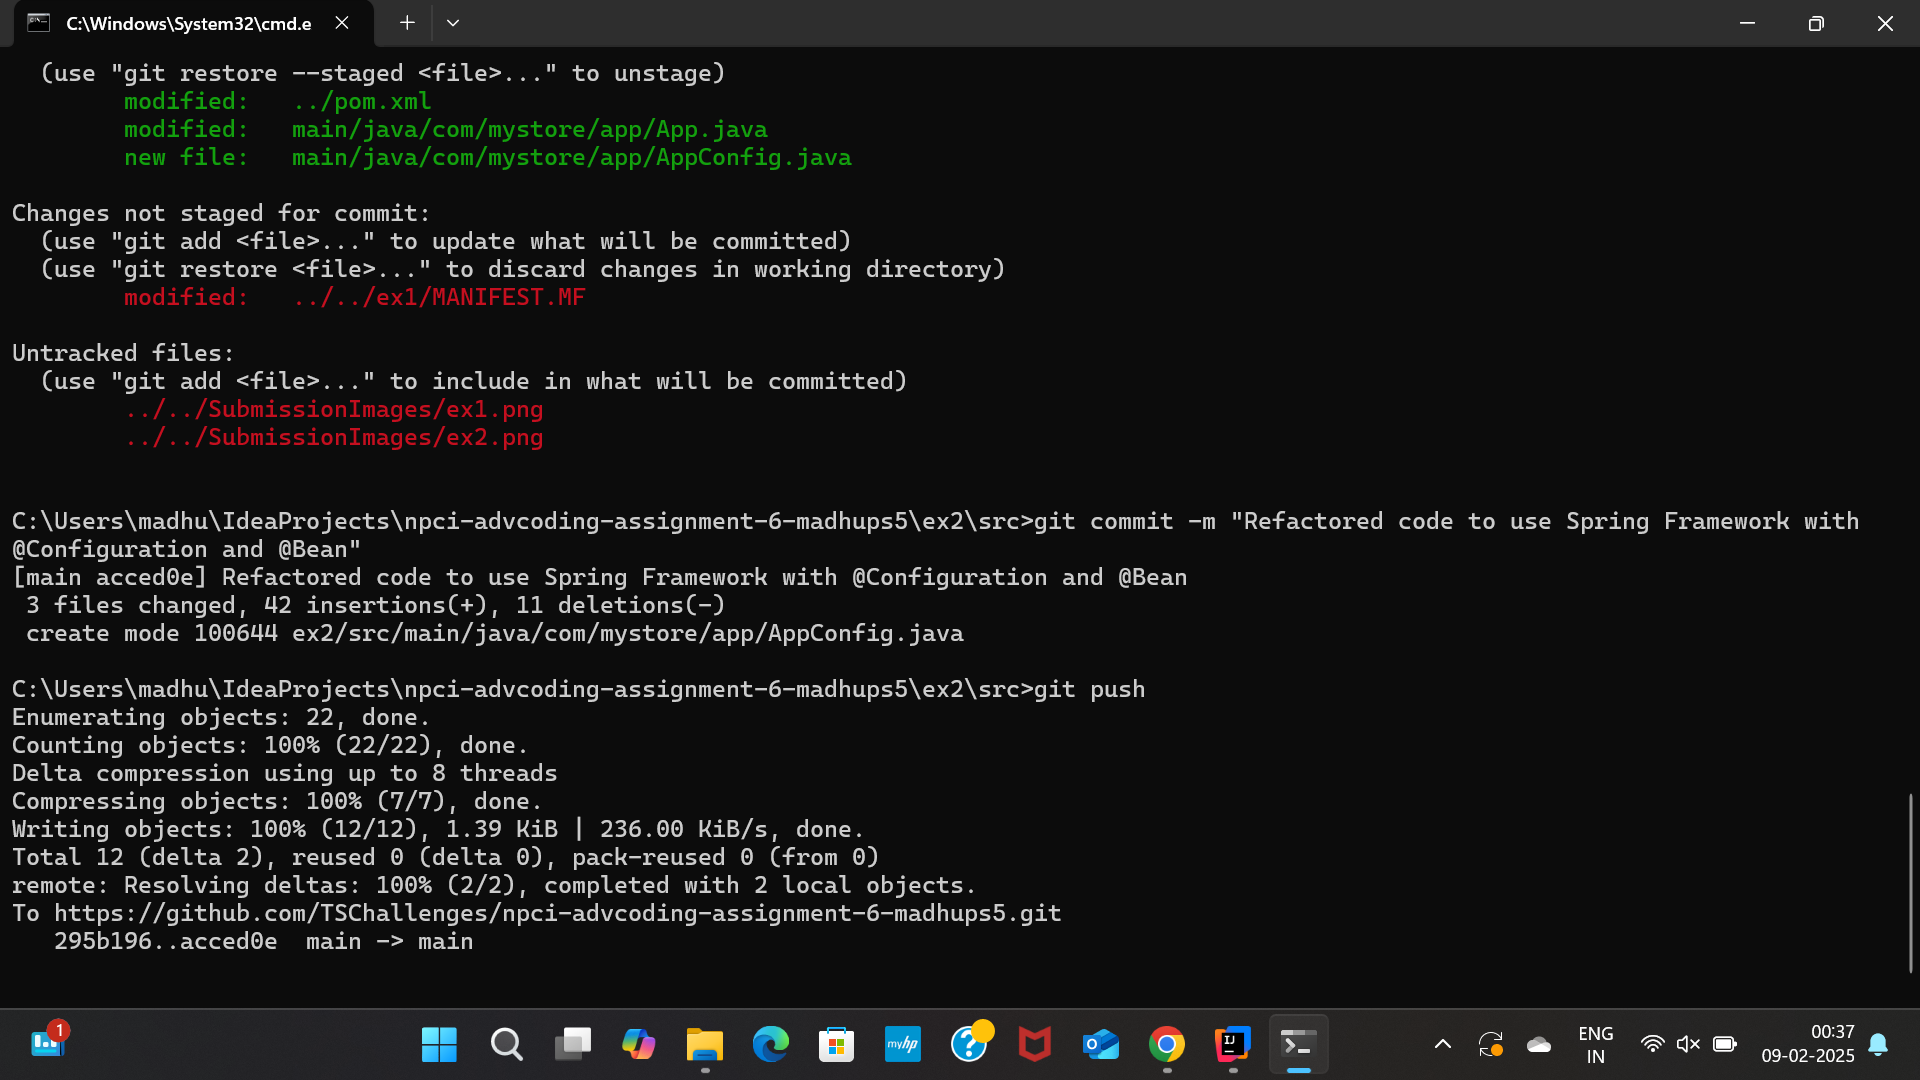 C:\Windows\System32\cmd.e
(use "git restore --staged <file>..." to unstage)
modified:   ../pom.xml
modified:   main/java/com/mystore/app/App.java
new file:   main/java/com/mystore/app/AppConfig.java
Changes not staged for commit:
(use "git add <file>..." to update what will be committed)
(use "git restore <file>..." to discard changes in working directory)
modified:   ../../ex1/MANIFEST.MF
Untracked files:
(use "git add <file>..." to include in what will be committed)
../../SubmissionImages/ex1.png
../../SubmissionImages/ex2.png
C:\Users\madhu\IdeaProjects\npci-advcoding-assignment-6-madhups5\ex2\src>git commit -m "Refactored code to use Spring Framework with
@Configuration and @Bean"
[main acced0e] Refactored code to use Spring Framework with @Configuration and @Bean
3 files changed, 42 insertions(+), 11 deletions(-)
create mode 100644 ex2/src/main/java/com/mystore/app/AppConfig.java
C:\Users\madhu\IdeaProjects\npci-advcoding-assignment-6-madhups5\ex2\src>git push
Enumerating objects: 22, done.
Counting objects: 100% (22/22), done.
Delta compression using up to 8 threads
Compressing objects: 100% (7/7), done.
Writing objects: 100% (12/12), 1.39 KiB | 236.00 KiB/s, done.
Total 12 (delta 2), reused 0 (delta 0), pack-reused 0 (from 0)
remote: Resolving deltas: 100% (2/2), completed with 2 local objects.
To https://github.com/TSChallenges/npci-advcoding-assignment-6-madhups5.git
295b196..acced0e  main -> main
1
myhp
IJ
ENG
IN
00:37
09-02-2025